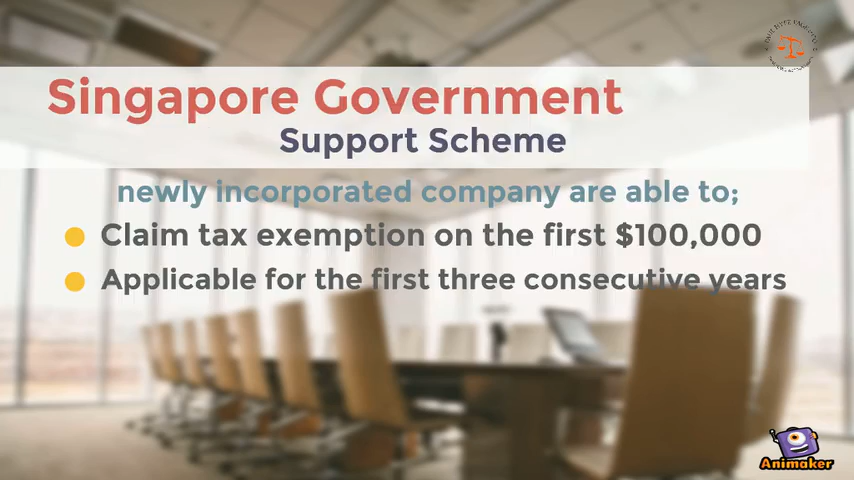 Singapore Government
Support Scheme
newly incorporated company are able to;
Claim tax exemption on the first $100,000
Applicable for the first three consecutive years
Animaker